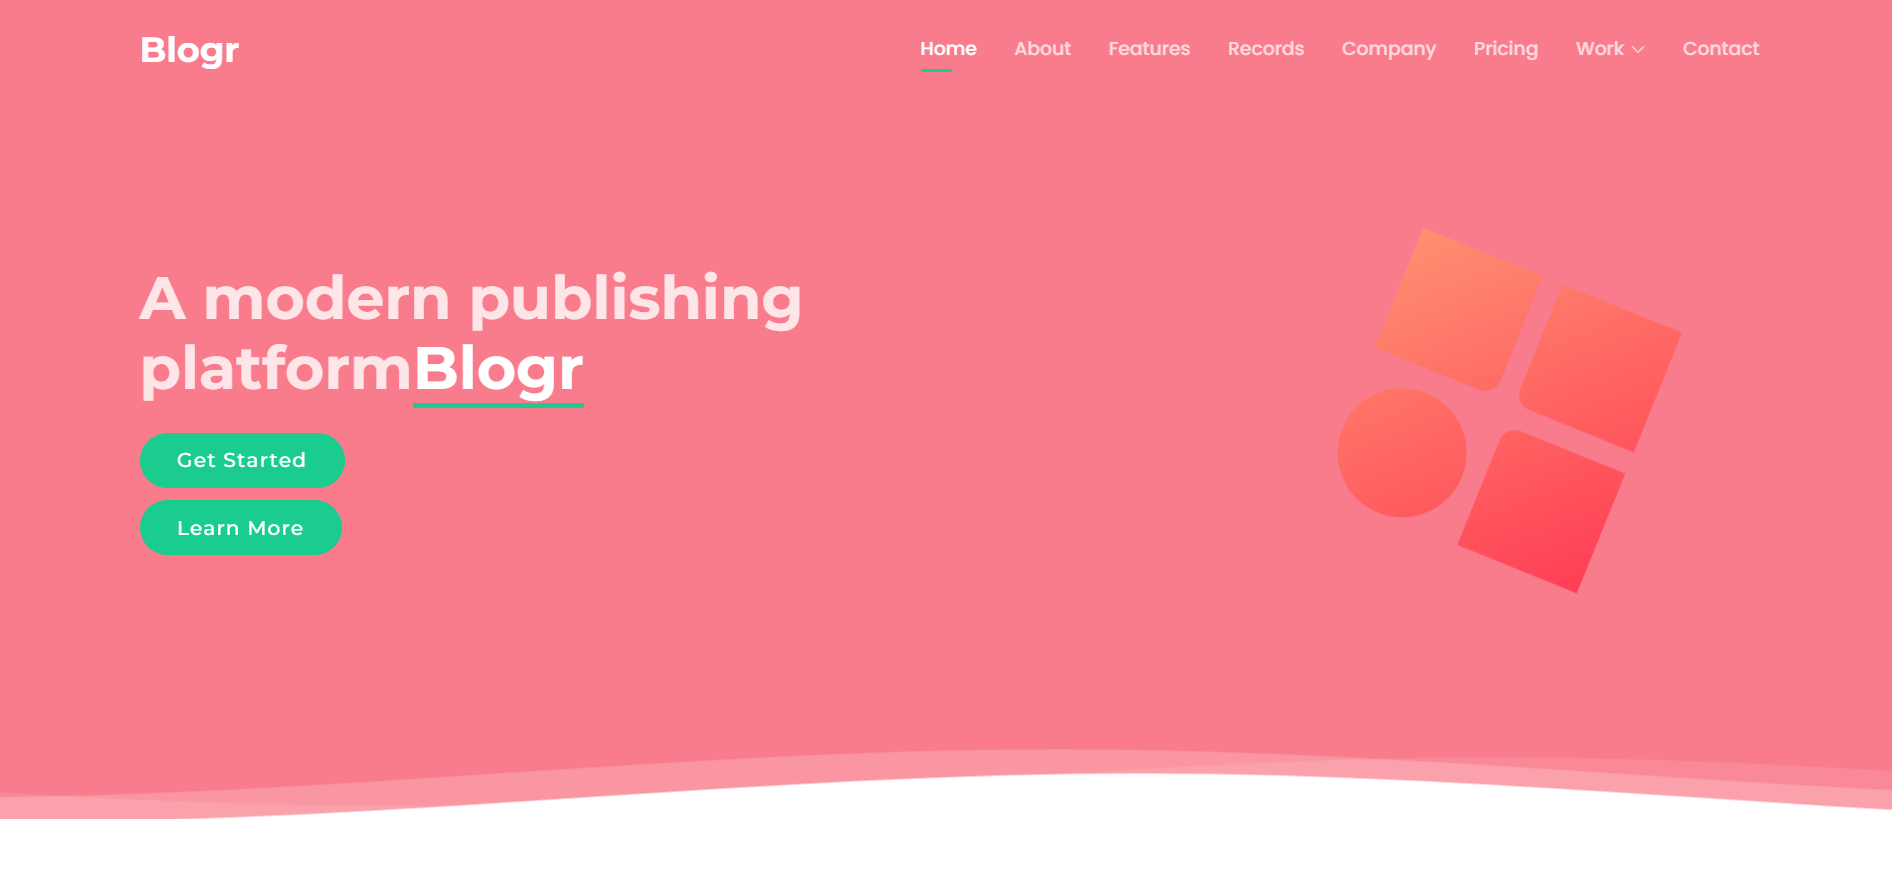 Blogr
Home About Features Records Company Pricing Work Contact
A modern publishing
platformBlogr
Get Started
Learn More